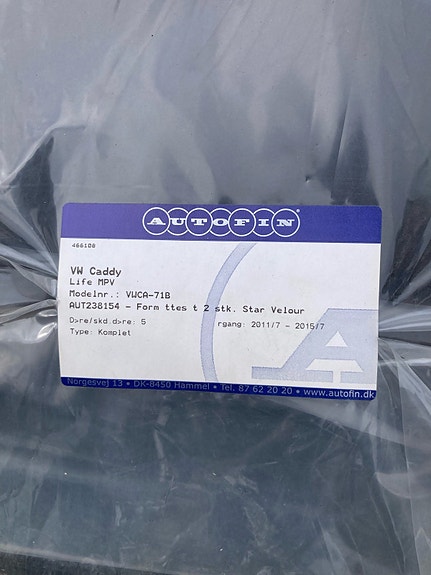 AUTOFIN
466108
VW Caddy
Life MPV
Modelnr.: VWCA-71B
AUT238154 - Form ttes t 2 stk. Star Velour
D>re/skd.d>re: 5 rgang: 2011/7 - 2015/7
Type: Komplet
Norgesvej 13 • DK-8450 Hammel • Tel. 87 62 20 20 • www.autofin.dk